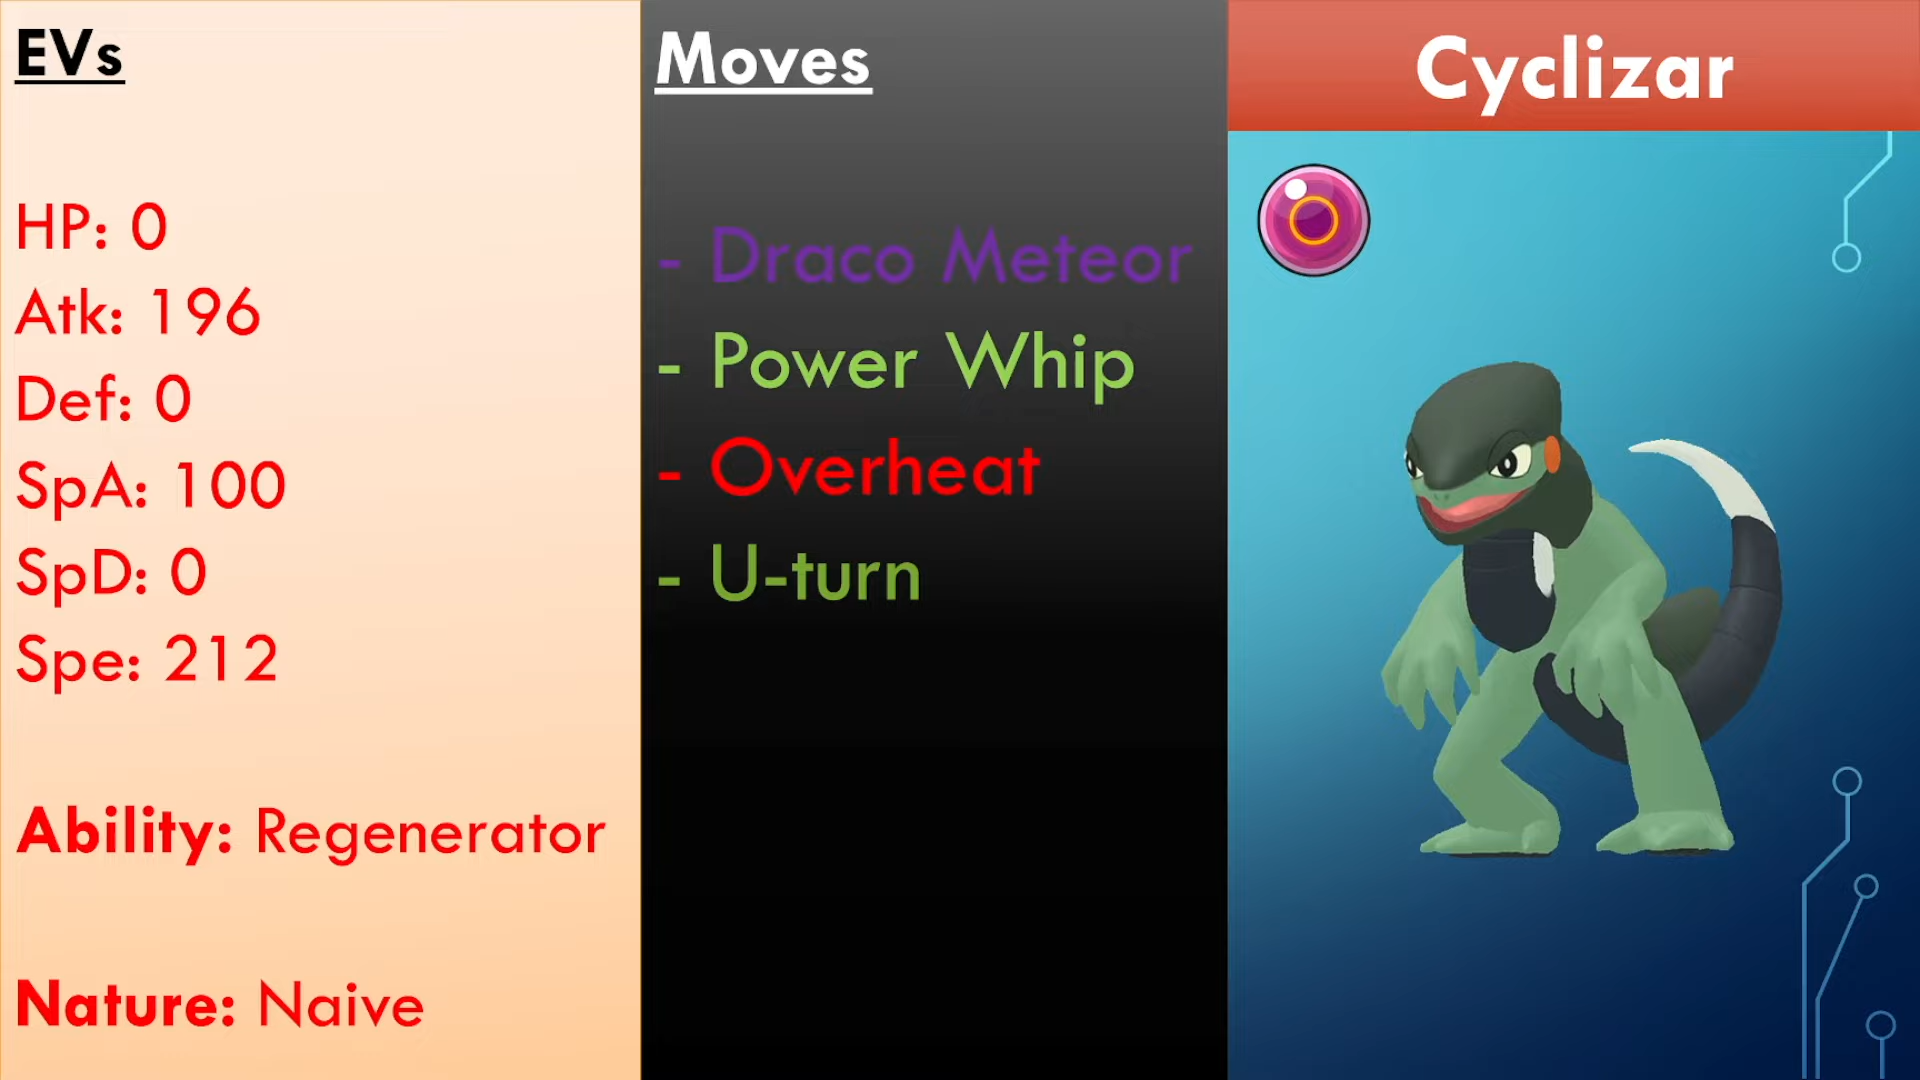 EVs
HP: 0
Atk: 196
Def: 0
SpA: 100
SpD: 0
Spe: 212
Ability: Regenerator
Nature: Naive
Moves
- Draco Meteor
- Power Whip
- Overheat
- U-turn
Cyclizar